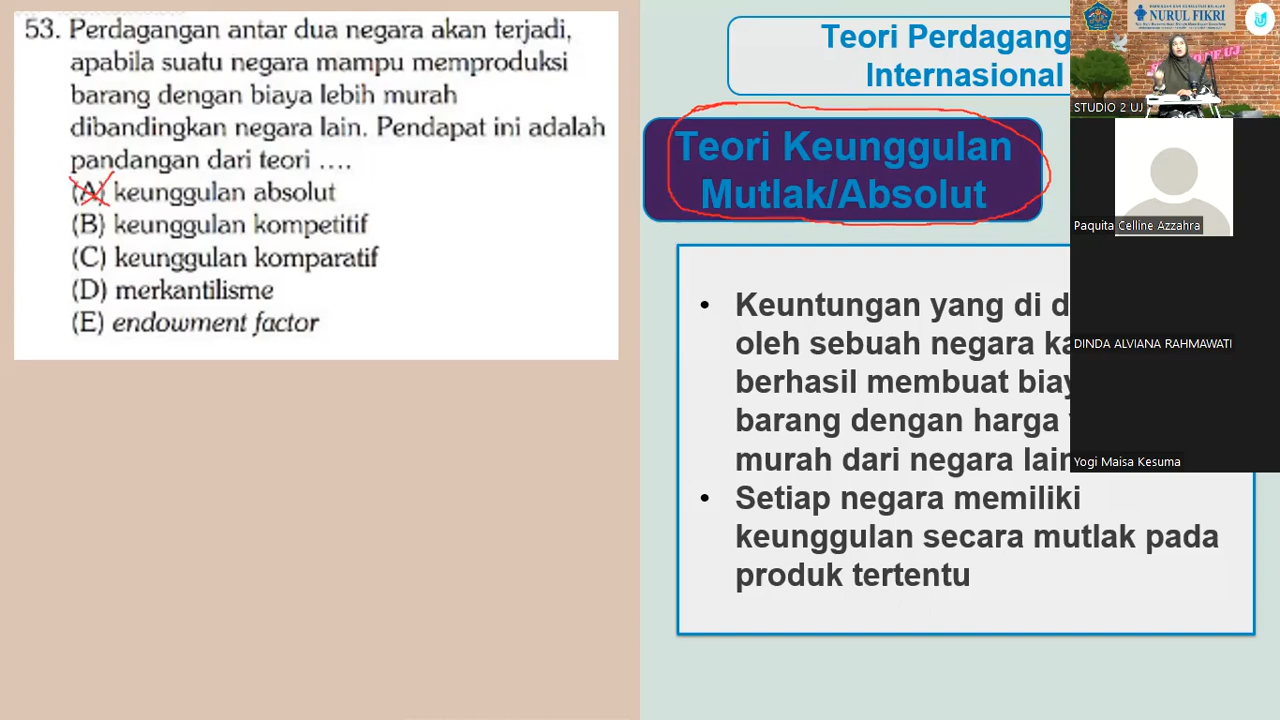 53. Perdagangan antar dua negara akan terjadi,
apabila suatu negara mampu memproduksi
barang dengan biaya lebih murah
dibandingkan negara lain. Pendapat ini adalah
pandangan dari teori ....
(A) keunggulan absolut
(B) keunggulan kompetitif
(C) keunggulan komparatif
(D) merkantilisme
(E) endowment factor
Teori Perdagang
Internasional
Teori Keunggulan
Mutlak/Absolut
• Keuntungan yang di d
oleh sebuah negara ka
berhasil membuat biay
barang dengan harga
murah dari negara lain
• Setiap negara memiliki
keunggulan secara mutlak pada
produk tertentu
NURUL FIKRI
STUDIO 2 UJ
Paquita Celline Azzahra
DINDA ALVIANA RAHMAWATI
Yogi Maisa Kesuma